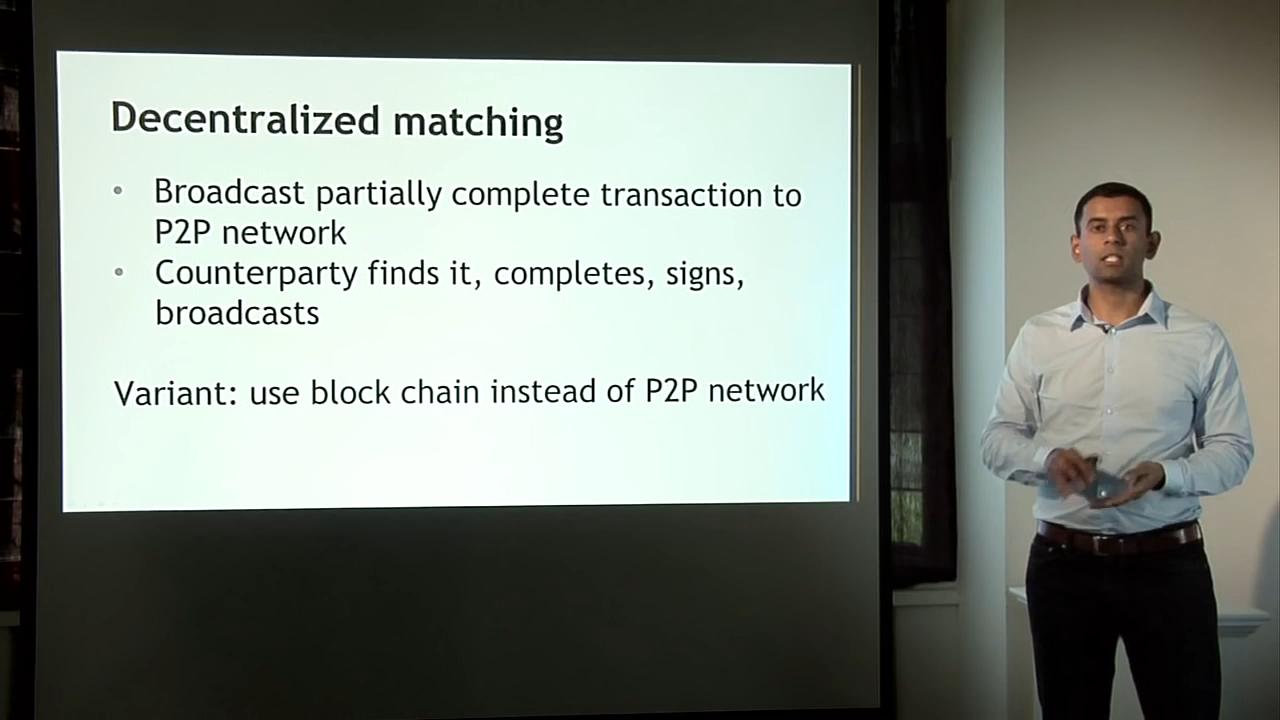 Decentralized matching
• Broadcast partially complete transaction to
P2P network
• Counterparty finds it, completes, signs,
broadcasts
Variant: use block chain instead of P2P network